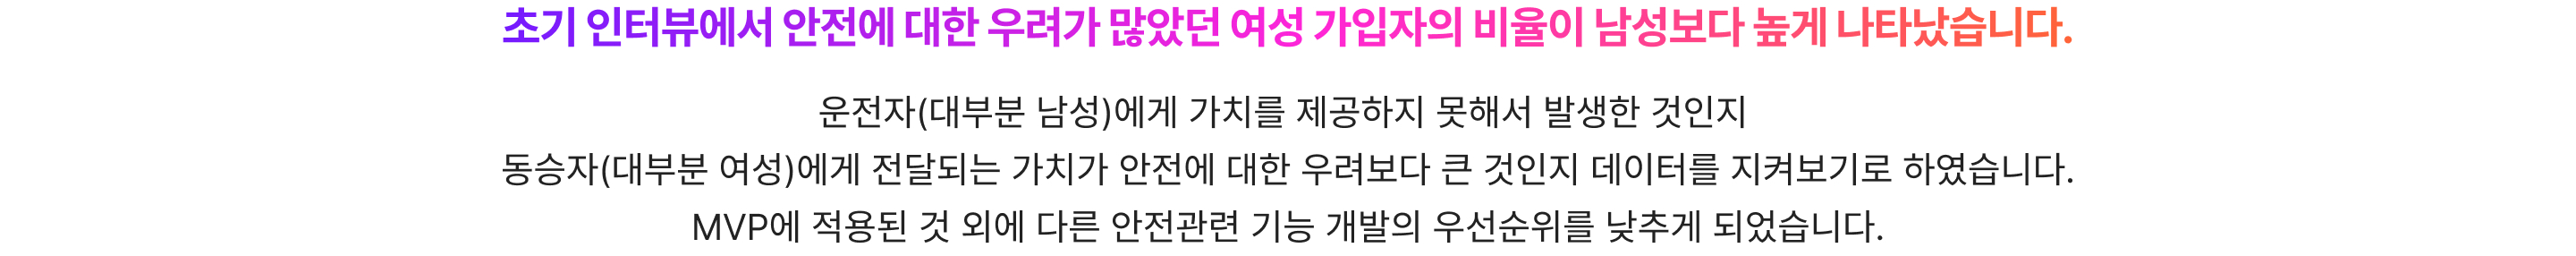 초기 인터뷰에서 안전에 대한 우려가 많았던 여성 가입자의 비율이 남성보다 높게 나타났습니다.
운전자(대부분 남성)에게 가치를 제공하지 못해서 발생한 것인지
동승자(대부분 여성)에게 전달되는 가치가 안전에 대한 우려보다 큰 것인지 데이터를 지켜보기로 하였습니다.
MVP에 적용된 것 외에 다른 안전관련 기능 개발의 우선순위를 낮추게 되었습니다.